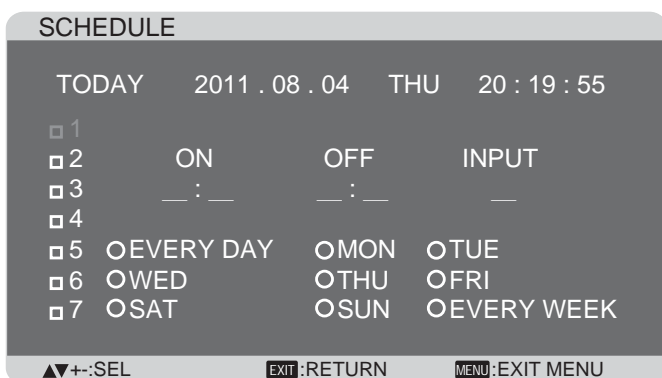 SCHEDULE
TODAY 2011 . 08 . 04 THU 20 : 19 : 55
1
2 ON OFF INPUT
3 __ : __ __ : __ __
4
5 EVERY DAY MON TUE
6 WED THU FRI
7 SAT SUN EVERY WEEK
▲▼+-:SEL EXIT:RETURN MENU:EXIT MENU